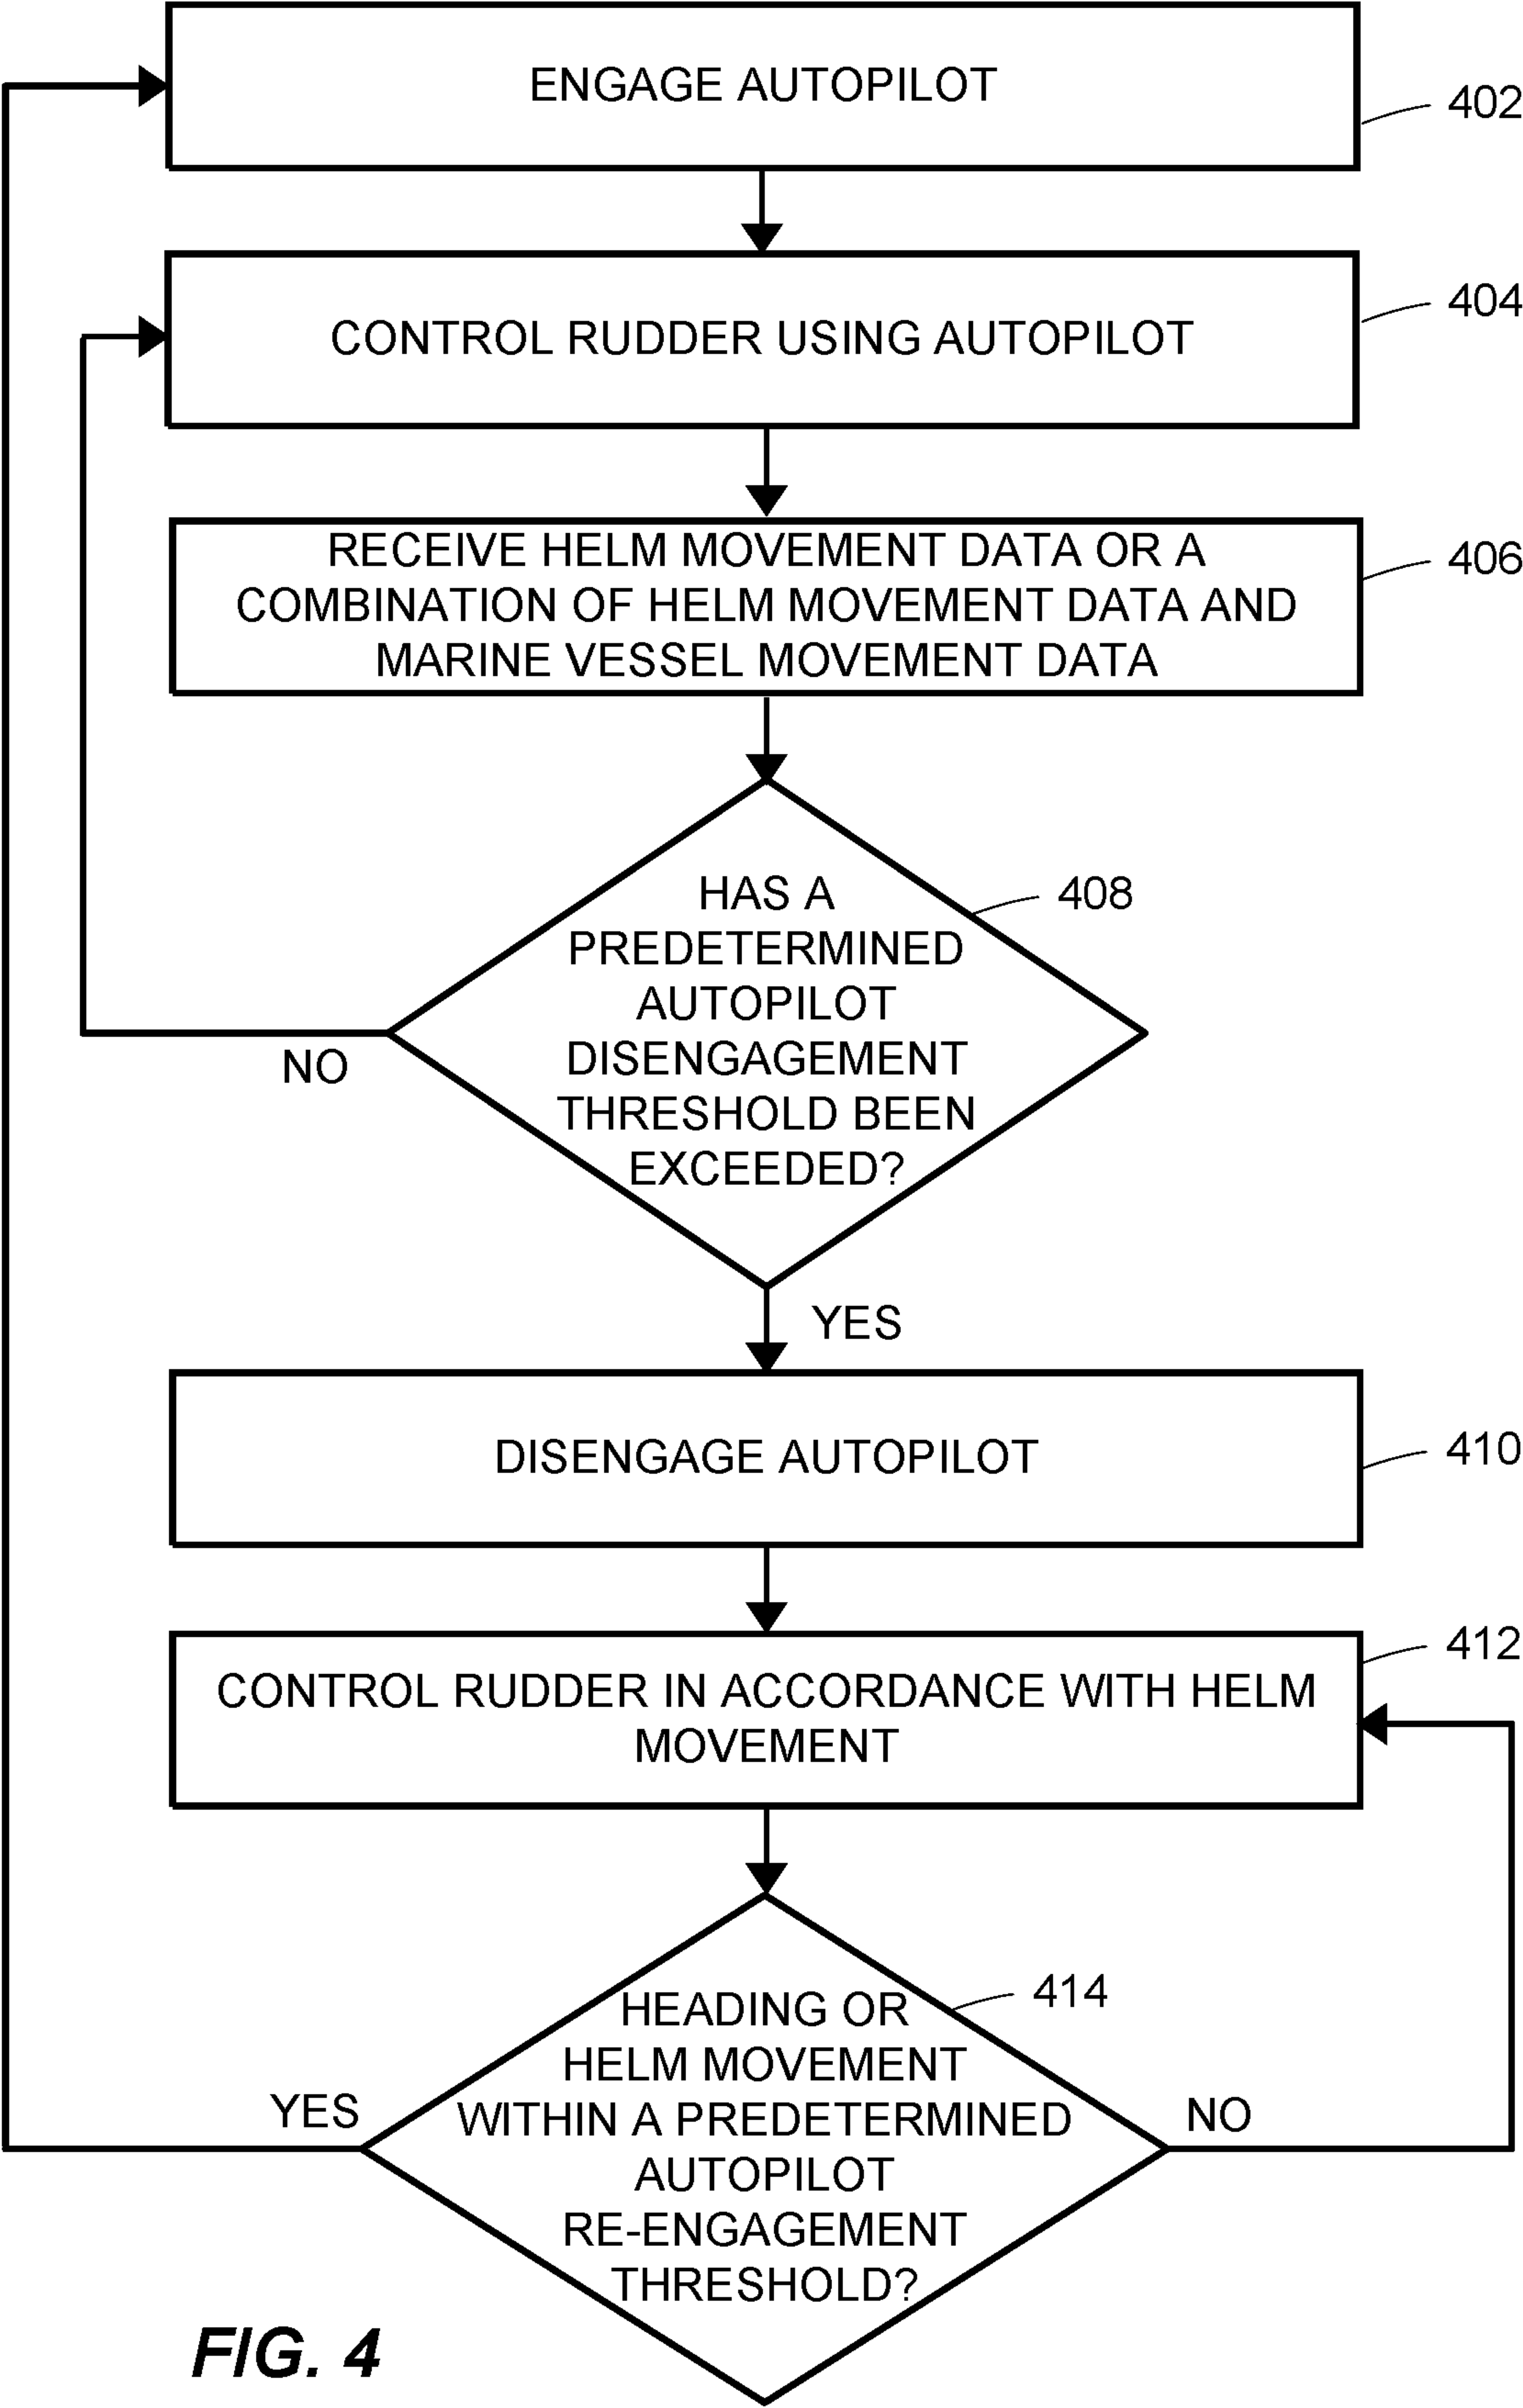 ENGAGE AUTOPILOT
402
CONTROL RUDDER USING AUTOPILOT
404
RECEIVE HELM MOVEMENT DATA OR A
COMBINATION OF HELM MOVEMENT DATA AND
MARINE VESSEL MOVEMENT DATA
406
HAS A
PREDETERMINED
AUTOPILOT
DISENGAGEMENT
THRESHOLD BEEN
EXCEEDED?
408
NO
YES
DISENGAGE AUTOPILOT
410
CONTROL RUDDER IN ACCORDANCE WITH HELM
MOVEMENT
412
HEADING OR
HELM MOVEMENT
WITHIN A PREDETERMINED
AUTOPILOT
RE-ENGAGEMENT
THRESHOLD?
414
YES
NO
FIG. 4